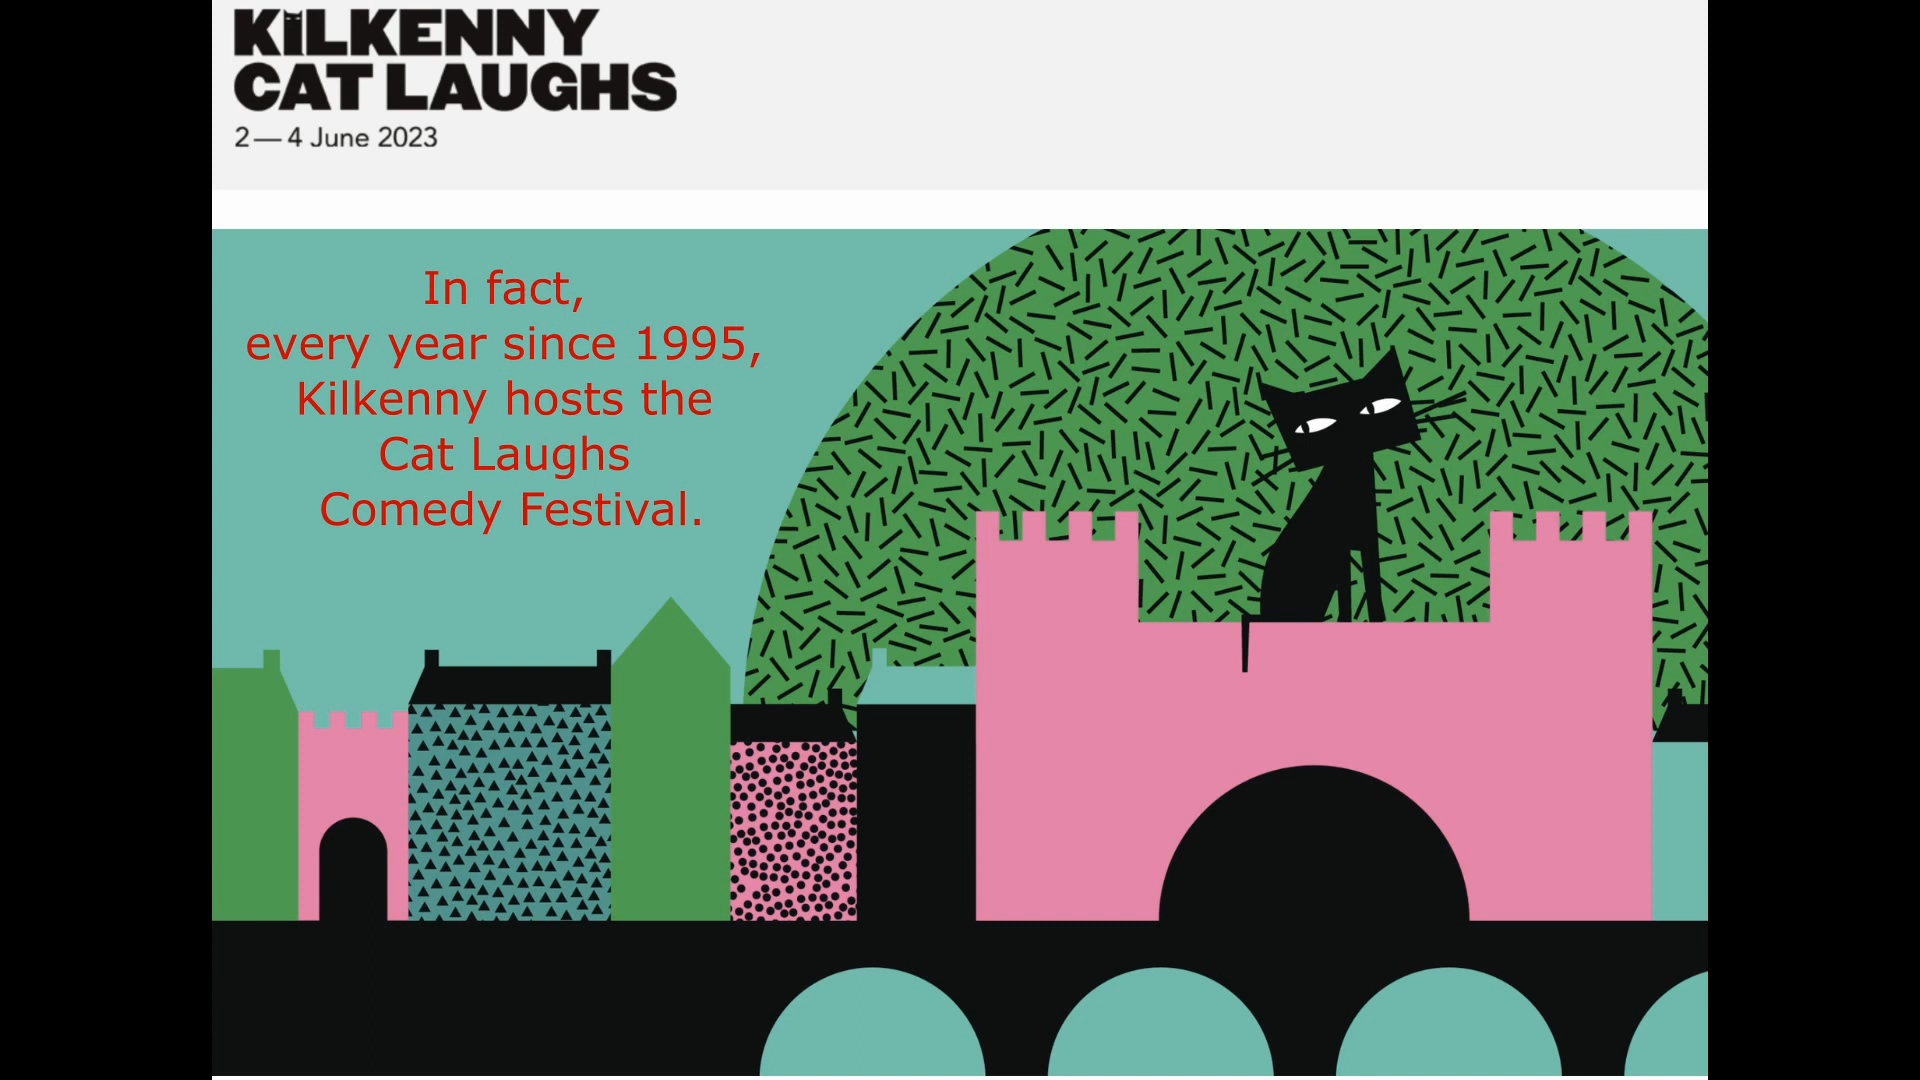 KiLKENNY
CAT LAUGHS
2 — 4 June 2023
In fact,
every year since 1995,
Kilkenny hosts the
Cat Laughs
Comedy Festival.